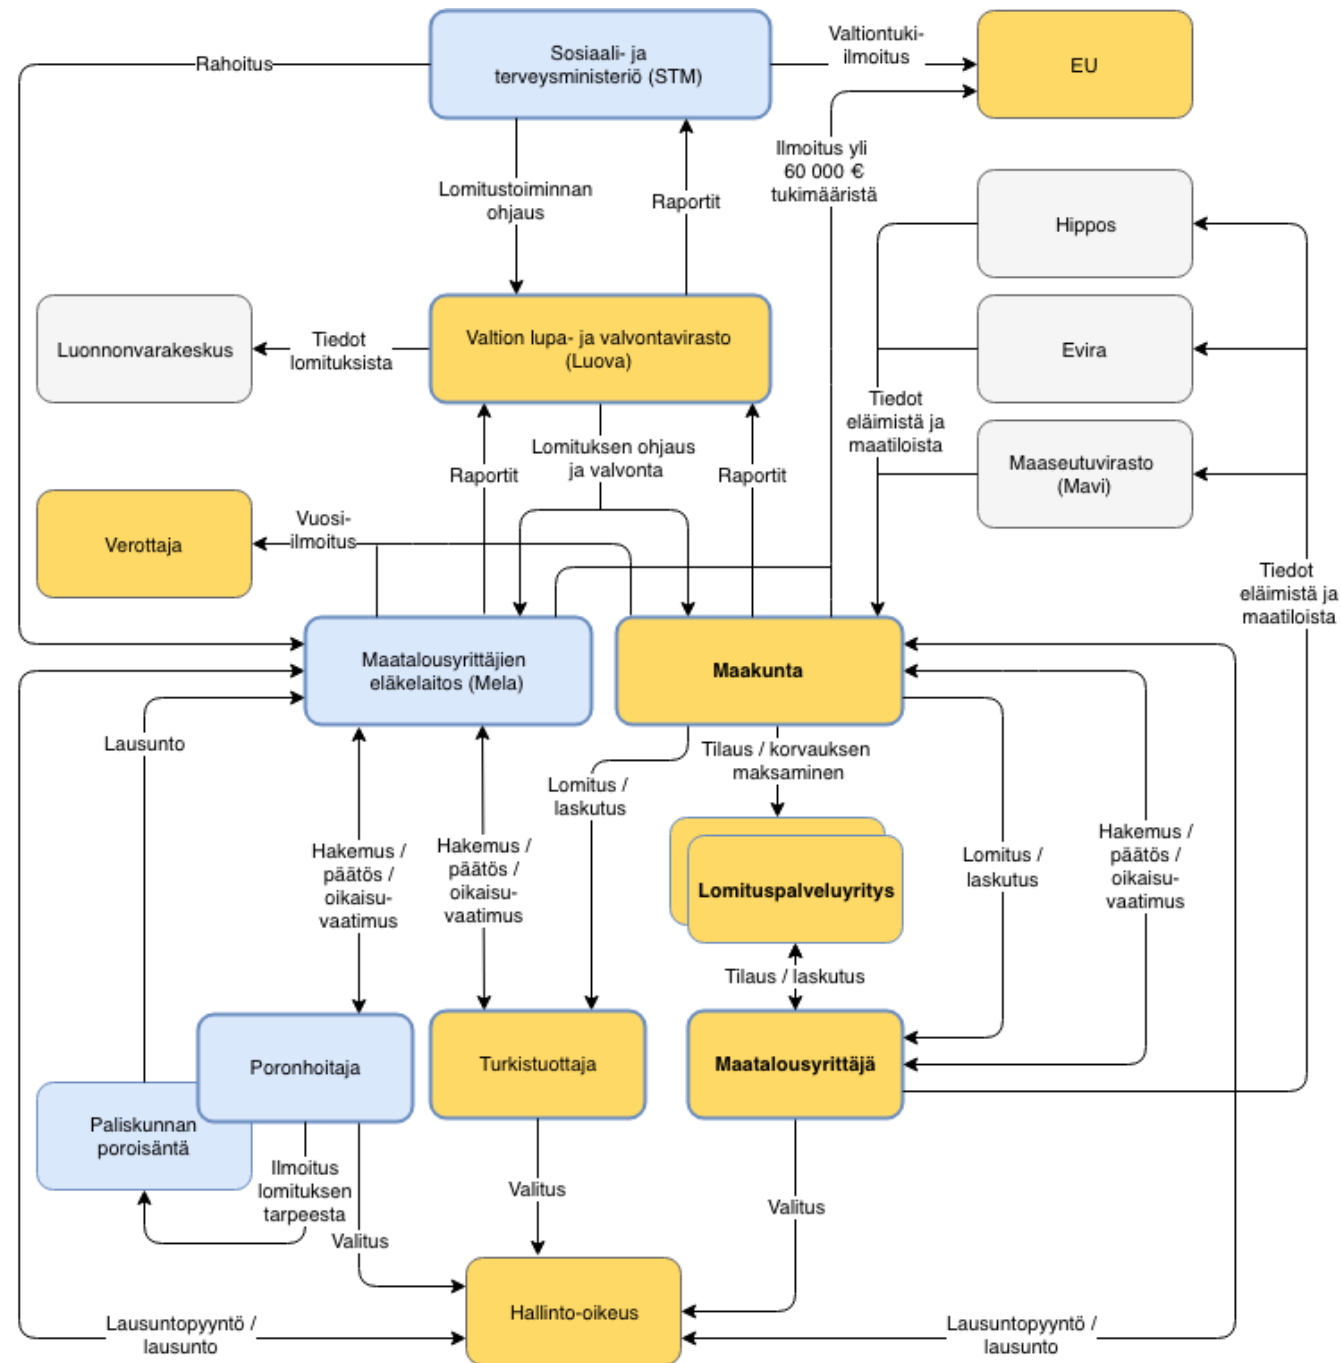 Sosiaali- ja
terveysministeriö (STM)
Rahoitus
Valtiontuki-
ilmoitus
EU
Ilmoitus yli
60 000 €
tukimääristä
Lomitustoiminnan
ohjaus
Raportit
Hippos
Luonnonvarakeskus
Tiedot
lomituksista
Valtion lupa- ja valvontavirasto
(Luova)
Evira
Tiedot
eläimistä ja
maatiloista
Maaseutuvirasto
(Mavi)
Raportit
Lomituksen ohjaus
ja valvonta
Raportit
Verottaja
Vuosi-
ilmoitus
Tiedot
eläimistä ja
maatiloista
Maatalousyrittäjien
eläkelaitos (Mela)
Maakunta
Lausunto
Tilaus / korvauksen
maksaminen
Lomitus /
laskutus
Hakemus /
päätös /
oikaisu-
vaatimus
Hakemus /
päätös /
oikaisu-
vaatimus
Lomituspalveluyritys
Lomitus /
laskutus
Hakemus /
päätös /
oikaisu-
vaatimus
Tilaus / laskutus
Poronhoitaja
Turkistuottaja
Maatalousyrittäjä
Paliskunnan
poroisäntä
Ilmoitus
lomituksen
tarpeesta
Valitus
Valitus
Valitus
Hallinto-oikeus
Lausuntopyyntö /
lausunto
Lausuntopyyntö /
lausunto